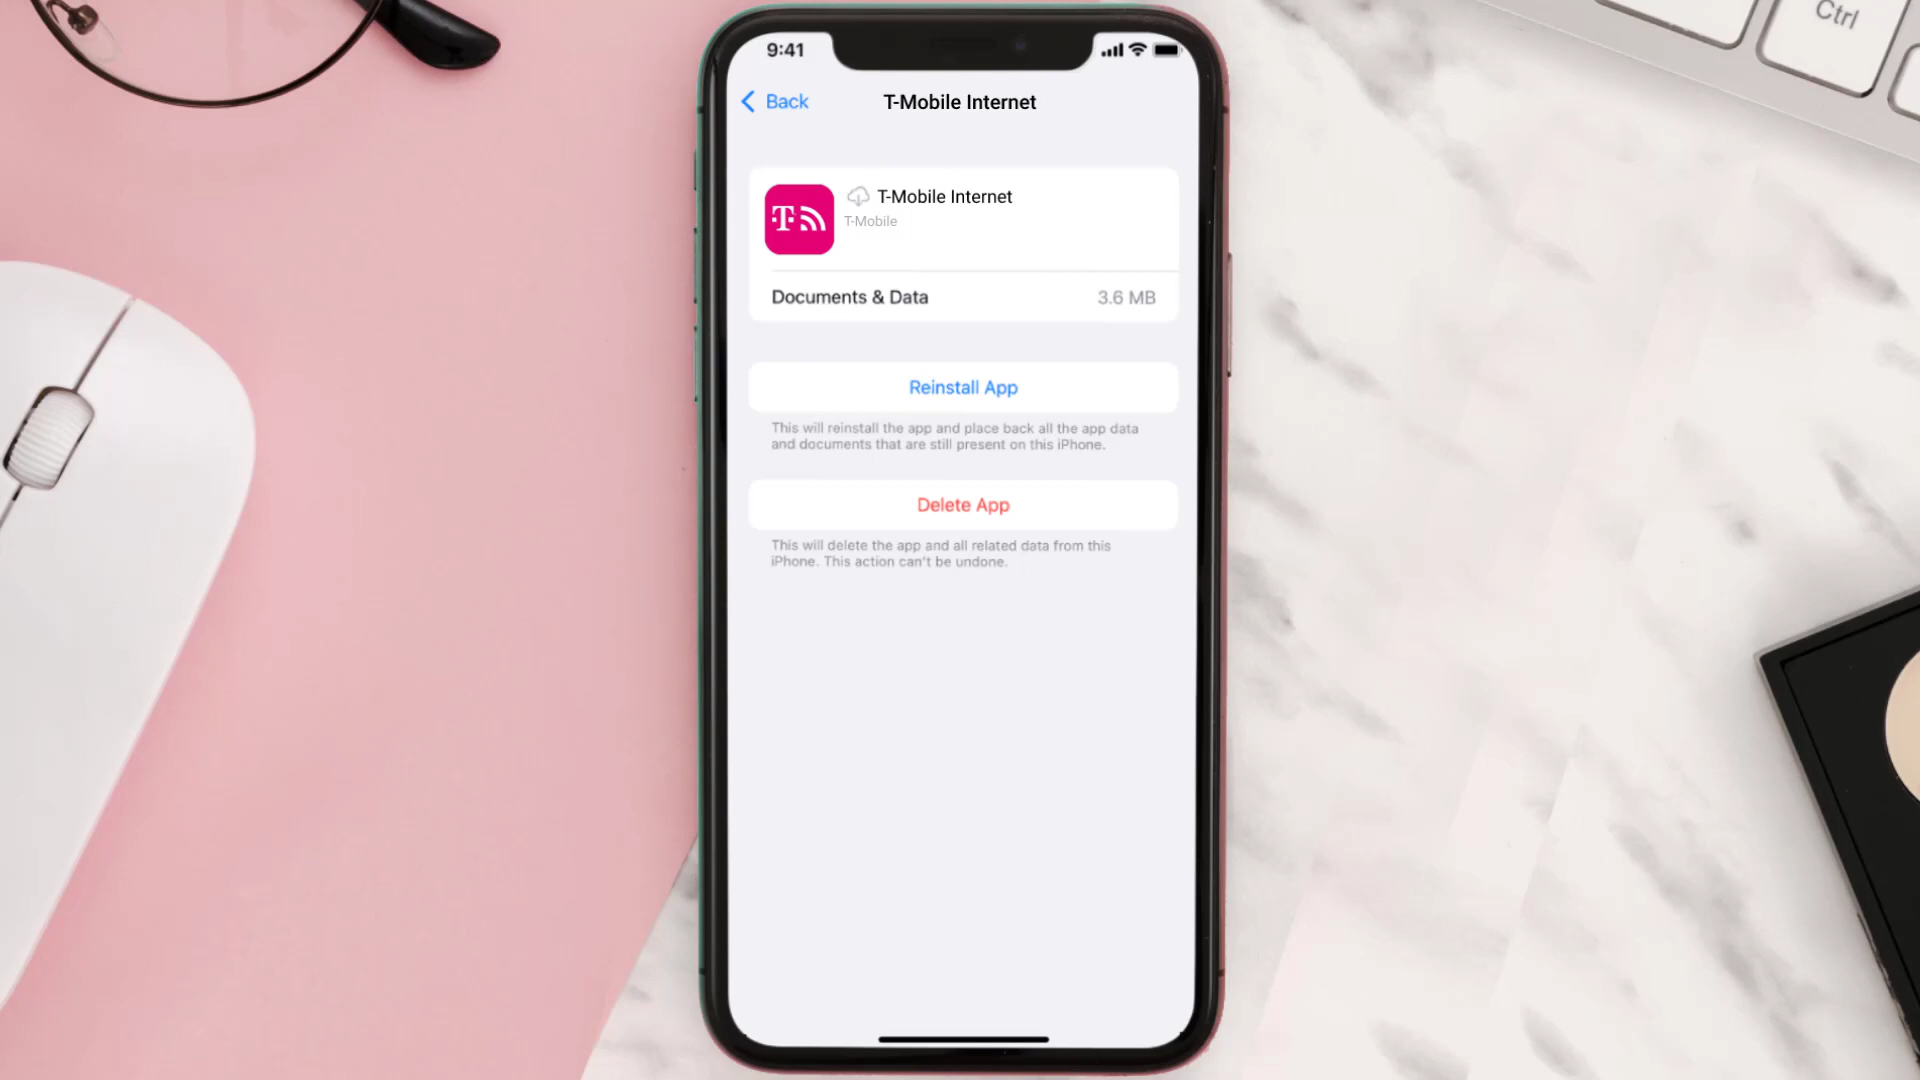 Ctrl
9:41
Back
T-Mobile Internet
T
T-Mobile Internet
T-Mobile
Documents & Data
3.6 MB
Reinstall App
This will reinstall the app and place back all the app data
and documents that are still present on this iPhone.
Delete App
This will delete the app and all related data from this
iPhone. This action can't be undone.